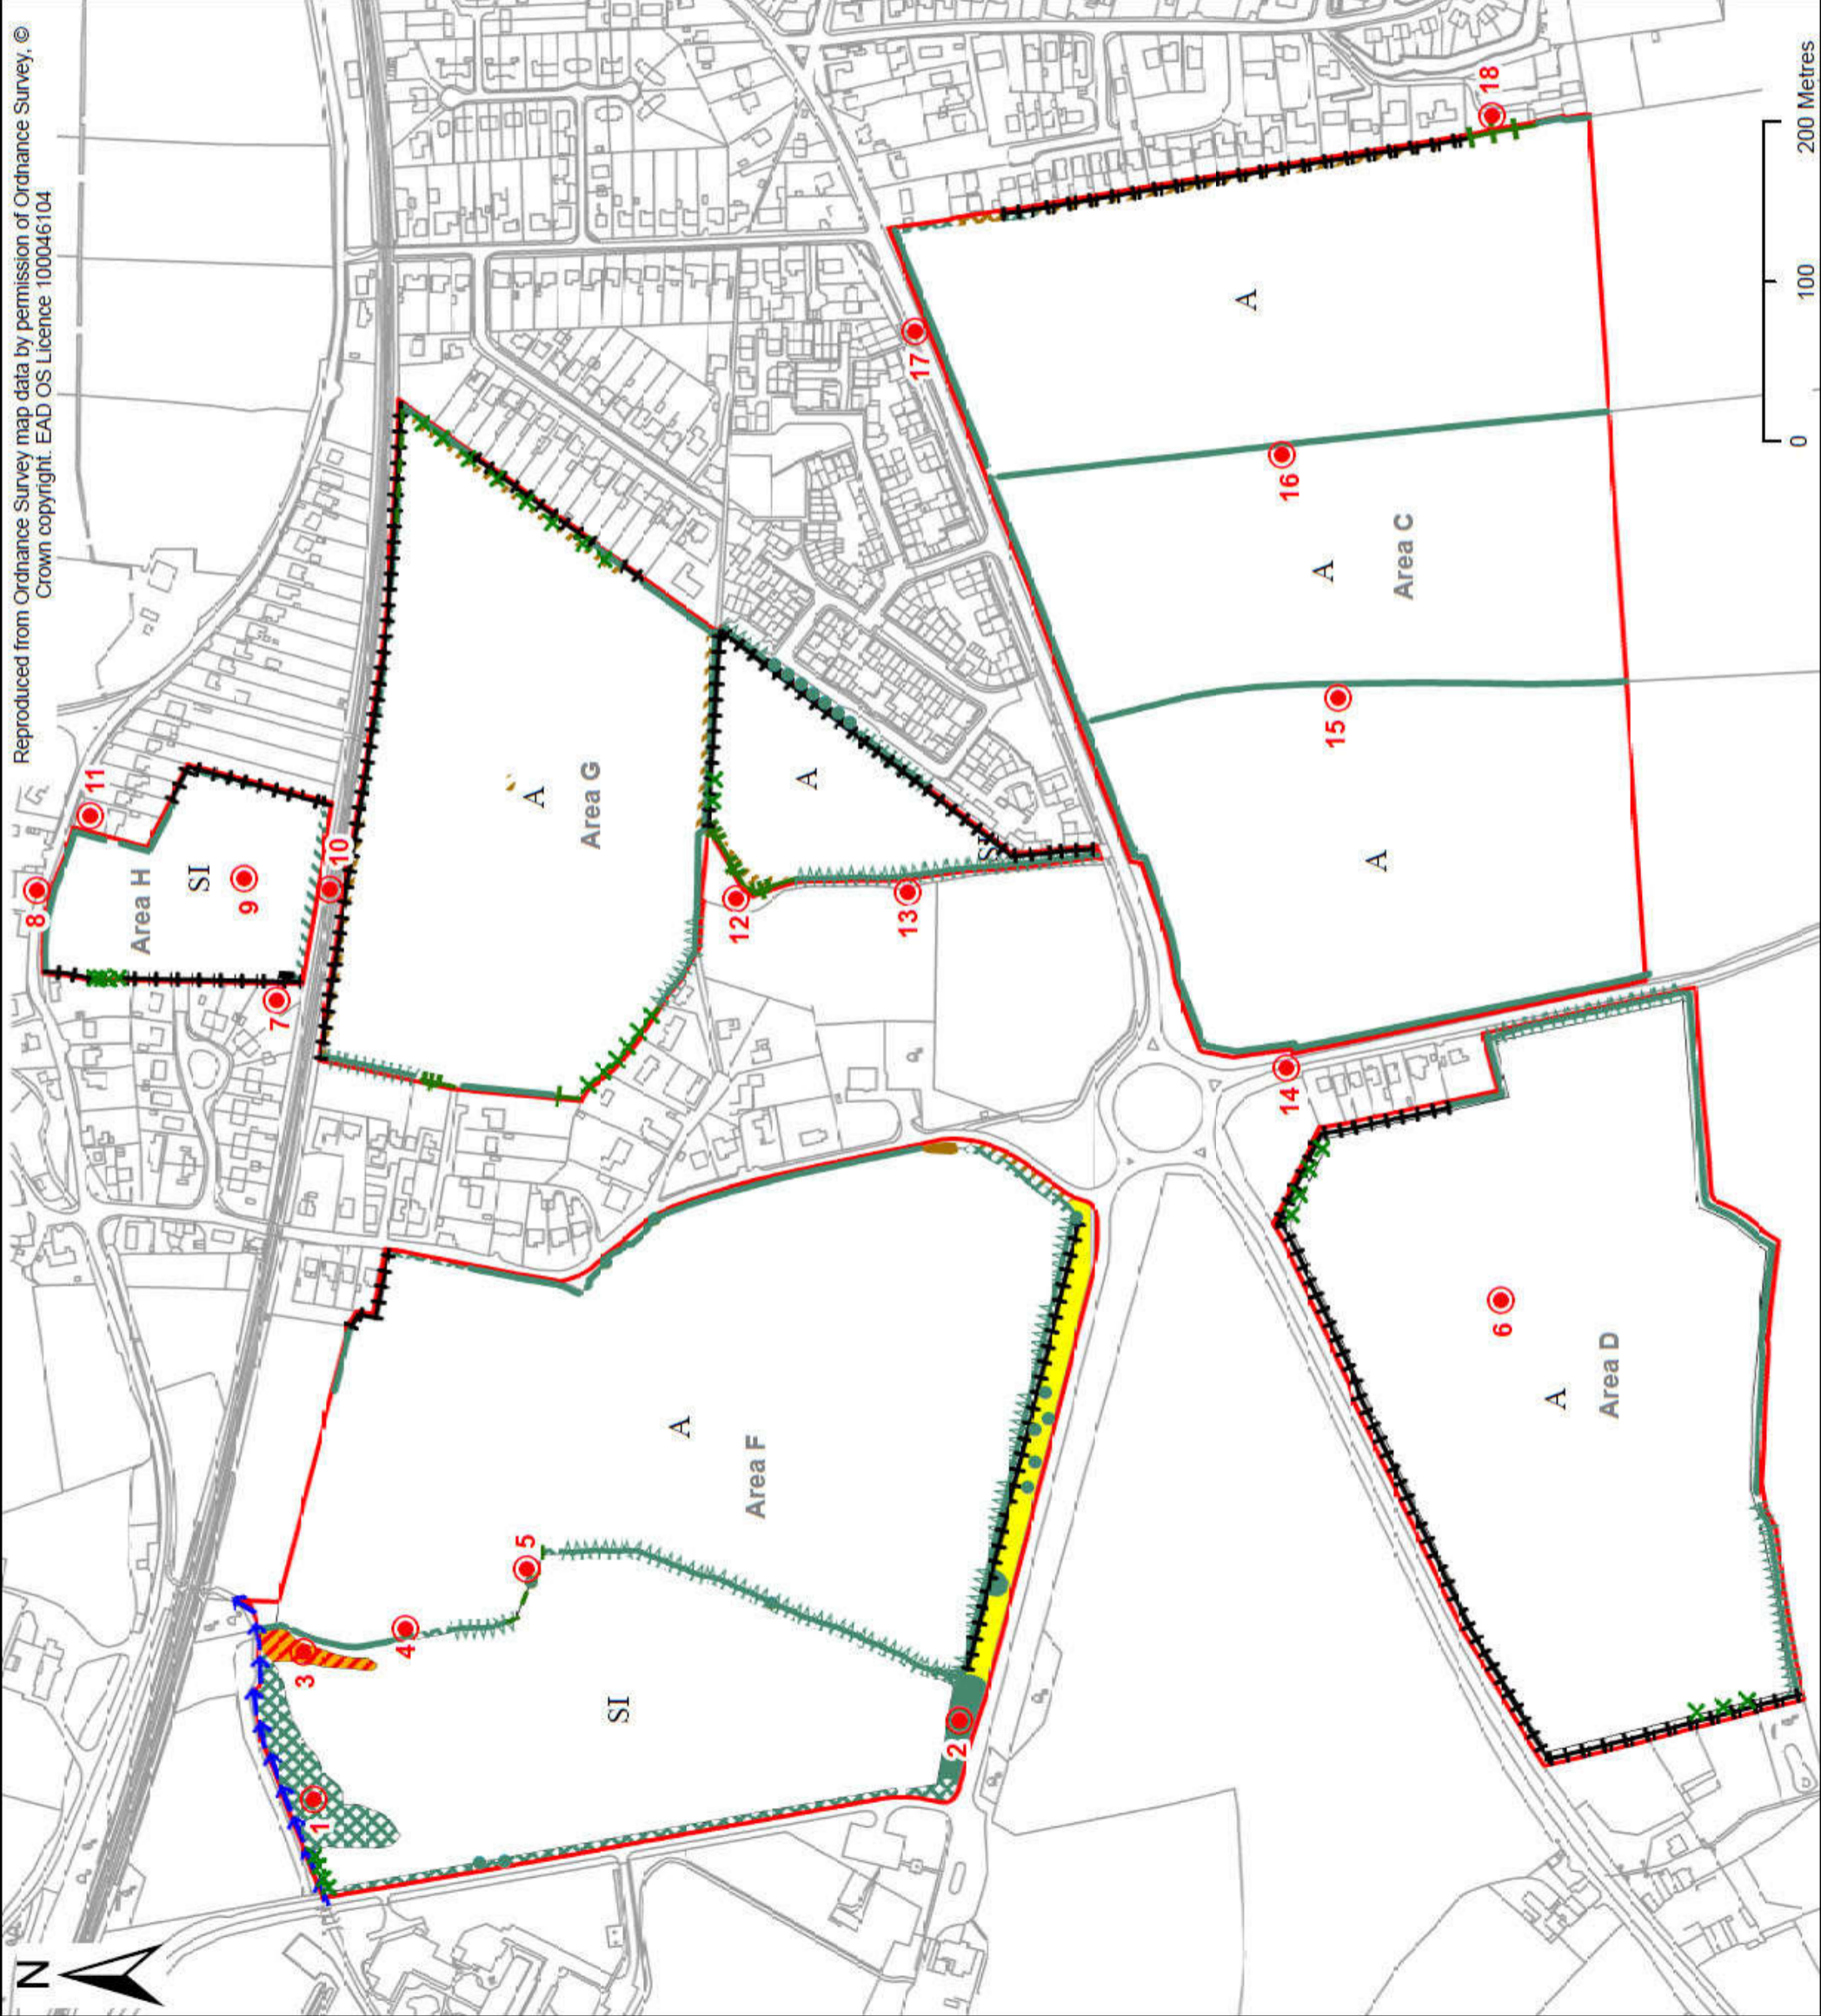 Reproduced from Ordnance Survey map data by permission of Ordnance Survey, ©
Crown copyright. EAD OS Licence 100046104
N
8
11
Area H
SI
9
7
10
1
3
4
5
A
Area G
A
12
13
SI
17
A
Area F
SI
2
14
16
A
A
Area C
15
A
18
6
A
Area D
0
100
200 Metres